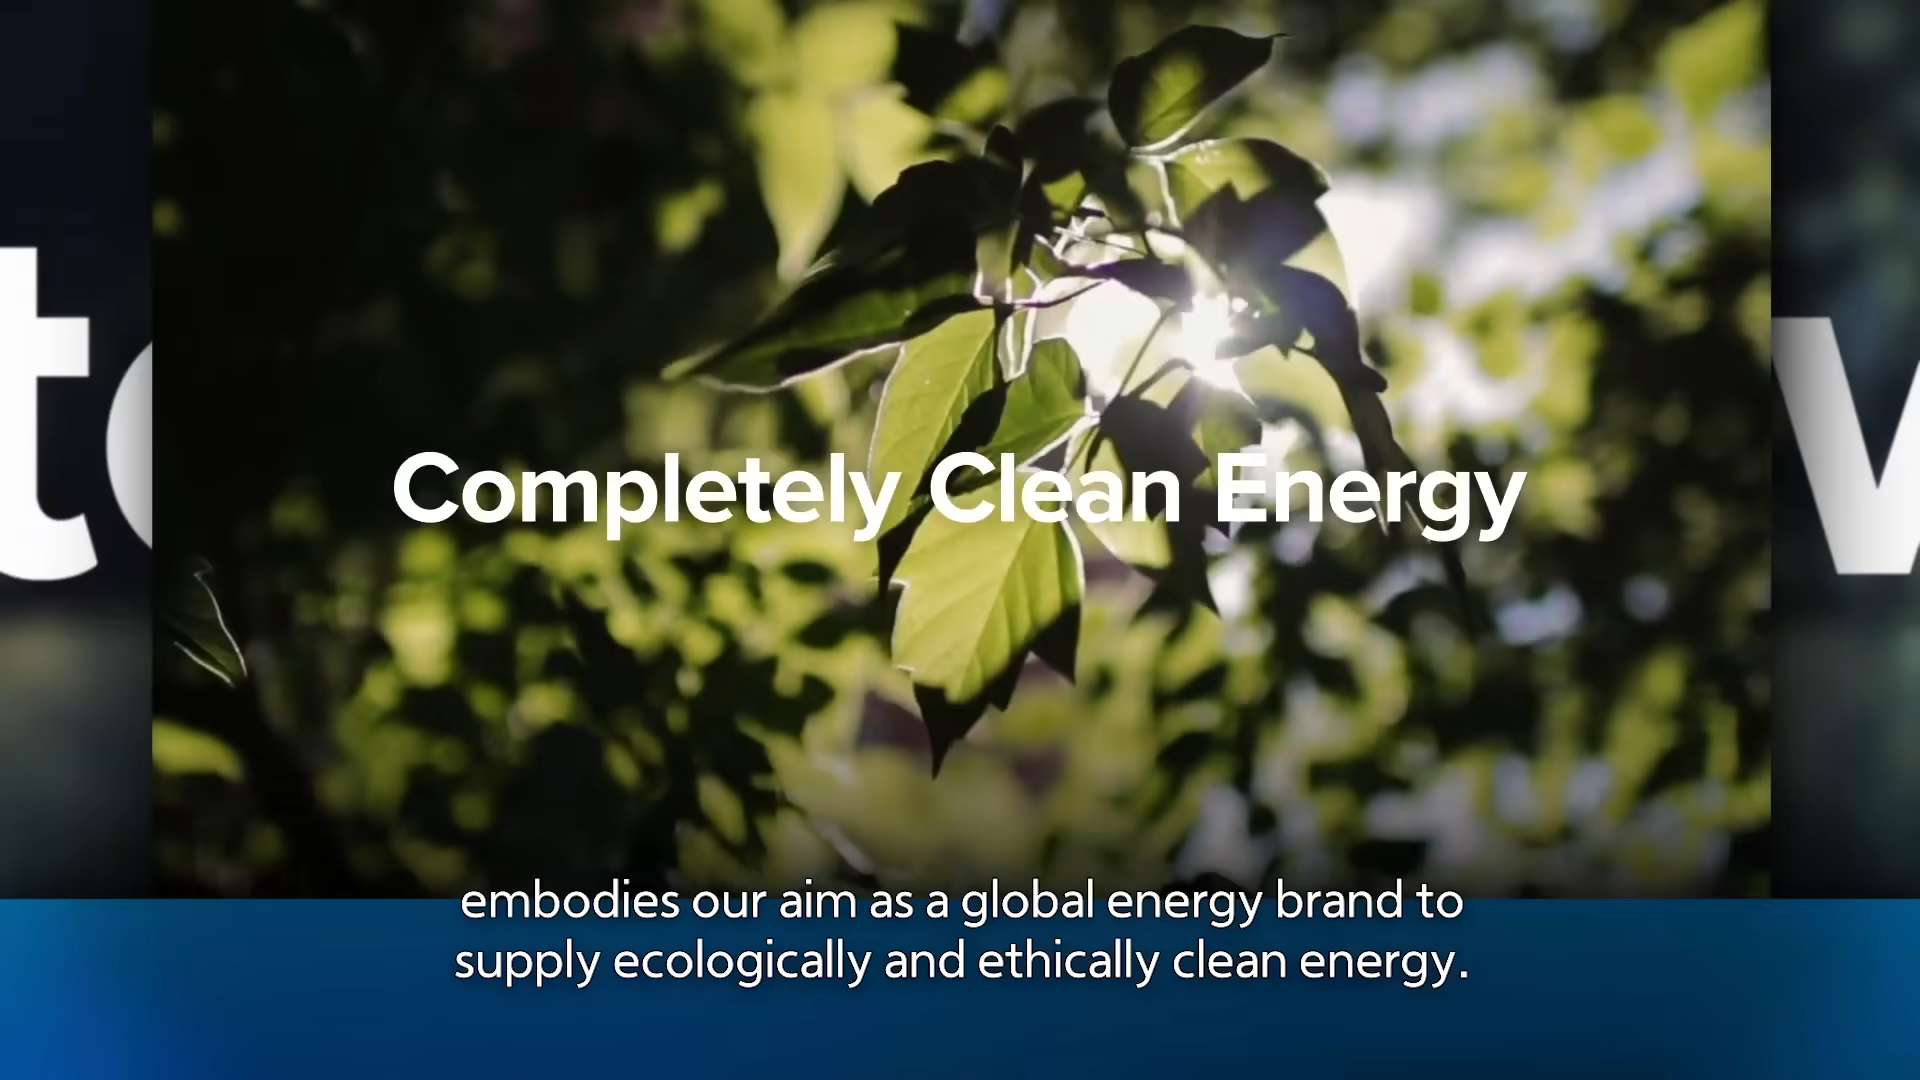 Completely Clean Energy
embodies our aim as a global energy brand to
supply ecologically and ethically clean energy.